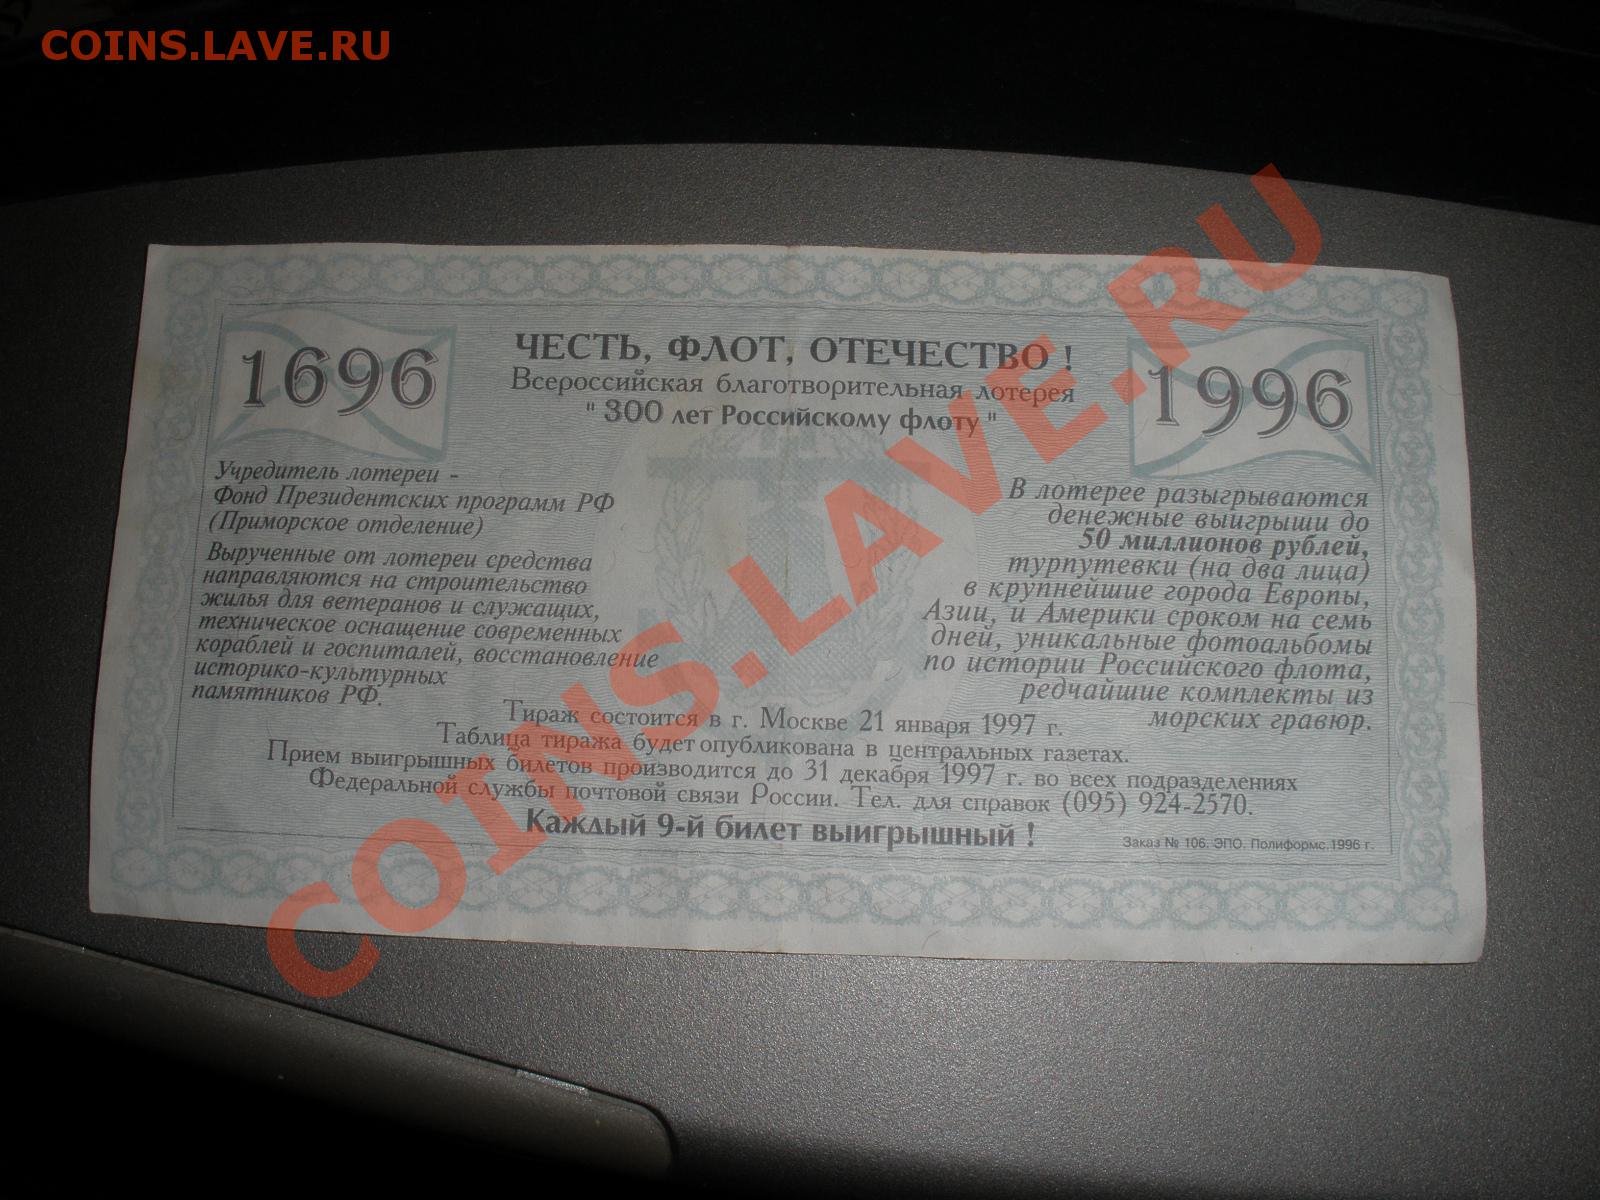 COINS.LAVE.RU
1696
ЧЕСТЬ, ФЛОТ, ОТЕЧЕСТВО !
Всероссийская благотворительная лотерея
" 300 лет Российскому флоту "
1996
Учредитель лотереи -
Фонд Президентских программ РФ
(Приморское отделение)
Вырученные от лотереи средства
направляются на строительство
жилья для ветеранов и служащих,
техническое оснащение современных
кораблей и госпиталей, восстановление
историко-культурных
памятников РФ.
В лотерее разыгрываются
денежные выигрыши до
50 миллионов рублей,
турпутевки (на два лица)
в крупнейшие города Европы,
Азии, и Америки сроком на семь
дней, уникальные фотоальбомы
по истории Российского флота,
редчайшие комплекты из
морских гравюр.
Тираж состоится в г. Москве 21 января 1997 г.
Таблица тиража будет опубликована в центральных газетах.
Прием выигрышных билетов производится до 31 декабря 1997 г. во всех подразделениях
Федеральной службы почтовой связи России. Тел. для справок (095) 924-2570.
Каждый 9-й билет выигрышный !
Заказ № 106. ЭПО. Полиформс.1996 г.
COINS.LAVE.RU